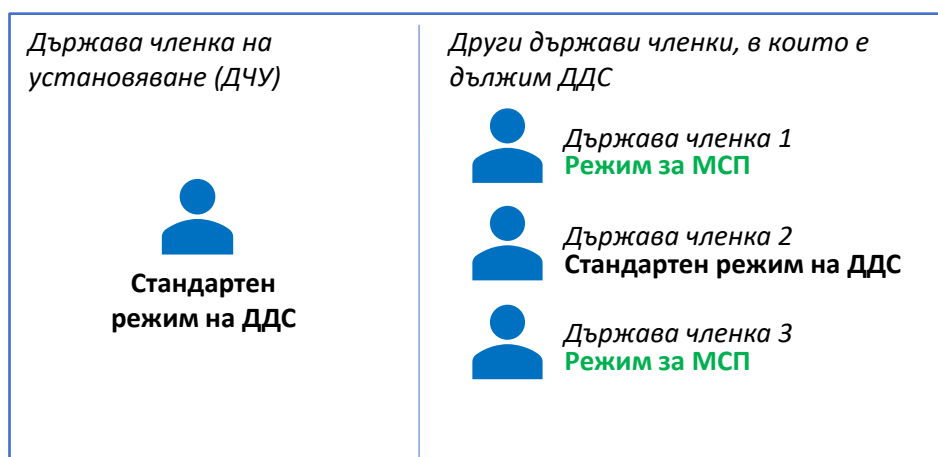 Държава членка на
установяване (ДЧУ)
Стандартен
режим на ДДС
Други държави членки, в които е
дължим ДДС
Държава членка 1
Режим за МСП
Държава членка 2
Стандартен режим на ДДС
Държава членка 3
Режим за МСП